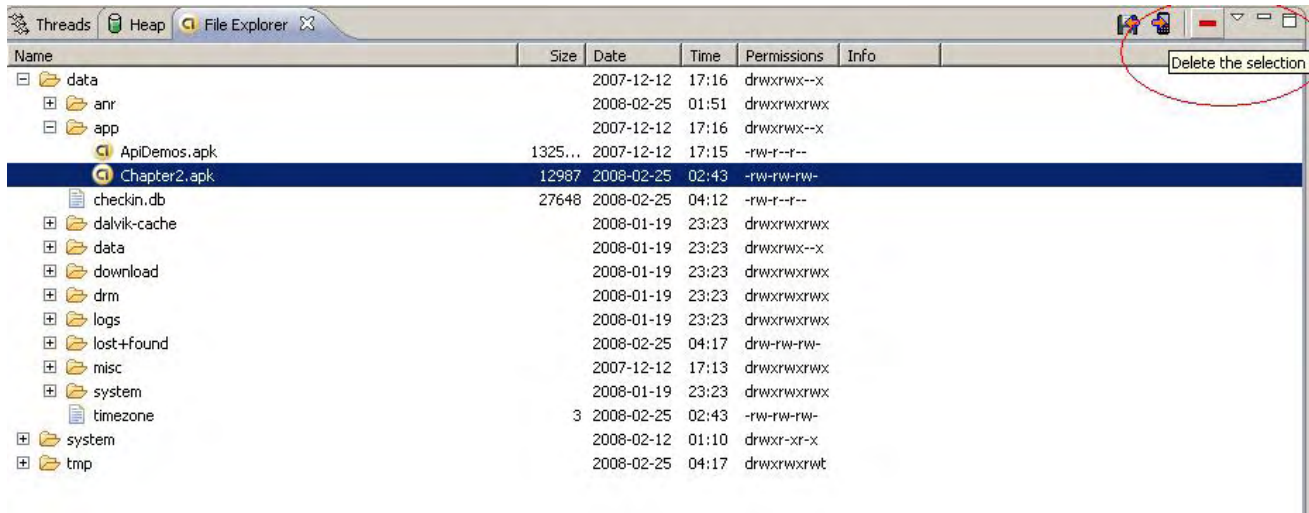 Threads Heap File Explorer
Name Size Date Time Permissions Info
Delete the selection
data 2007-12-12 17:16 drwxrwx--x
anr 2008-02-25 01:51 drwxrwxrwx
app 2007-12-12 17:16 drwxrwx--x
ApiDemos.apk 1325... 2007-12-12 17:15 -rw-r--r--
Chapter2.apk 12987 2008-02-25 02:43 -rw-rw-rw-
checkin.db 27648 2008-02-25 04:12 -rw-r--r--
dalvik-cache 2008-01-19 23:23 drwxrwxrwx
data 2008-01-19 23:23 drwxrwx--x
download 2008-01-19 23:23 drwxrwxrwx
drm 2008-01-19 23:23 drwxrwxrwx
logs 2008-01-19 23:23 drwxrwxrwx
lost+found 2008-02-25 04:17 drw-rw-rw-
misc 2007-12-12 17:13 drwxrwxrwx
system 2008-01-19 23:23 drwxrwxrwx
timezone 3 2008-02-25 02:43 -rw-rw-rw-
system 2008-02-12 01:10 drwxr-xr-x
tmp 2008-02-25 04:17 drwxrwxrwt